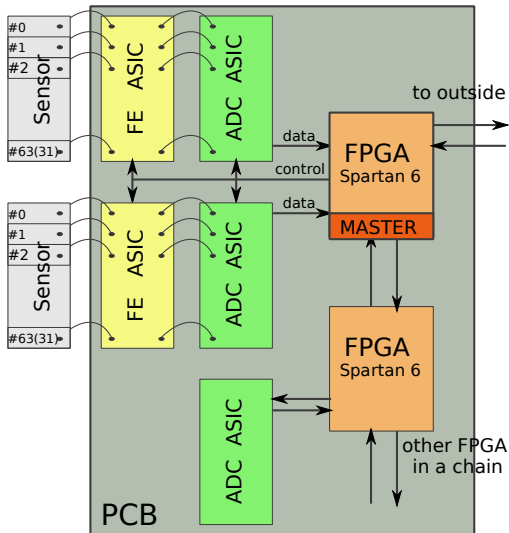 #0
#1
#2
#63(31)
Sensor
FE ASIC
ADC ASIC
data
control
data
FPGA
Spartan 6
MASTER
to outside
#0
#1
#2
#63(31)
Sensor
FE ASIC
ADC ASIC
FPGA
Spartan 6
ADC ASIC
other FPGA
in a chain
PCB